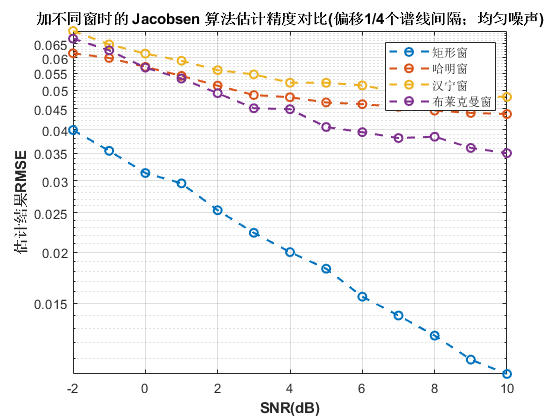 加不同窗时的 Jacobsen 算法估计精度对比(偏移1/4个谱线间隔；均匀噪声)
矩形窗
哈明窗
汉宁窗
布莱克曼窗
0.065
0.06
0.055
0.05
0.045
0.04
0.035
0.03
0.025
0.02
0.015
估计结果RMSE
-2
0
2
4
6
8
10
SNR(dB)